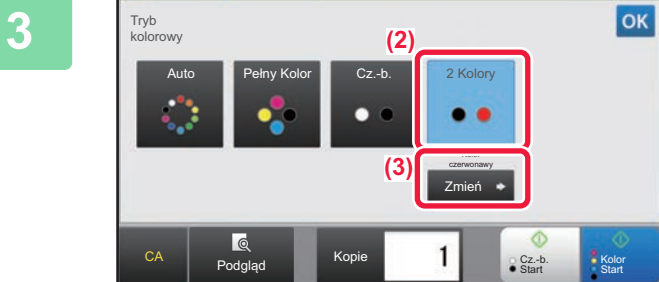 3
Tryb
kolorowy
OK
(2)
Auto
Pełny Kolor
Cz.-b.
2 Kolory
(3)
czerwonawy
Zmień
CA
Podgląd
Kopie
1
Cz.-b.
Start
Kolor
Start